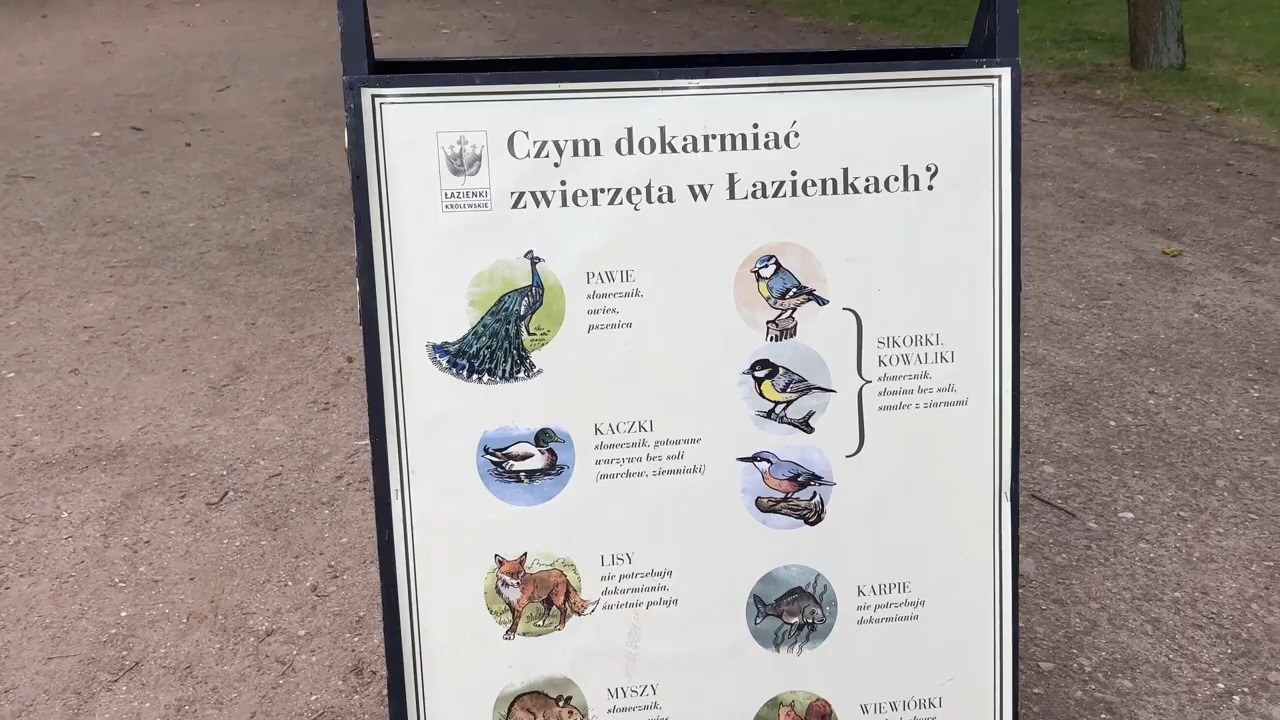 Czym dokarmiać
zwierzęta w Łazienkach?
ŁAZIENKI
KRÓLEWSKIE
PAWIE
słonecznik,
owies,
pszenica
KACZKI
słonecznik, gotowane
warzywa bez soli
(marchew, ziemniaki)
LISY
nie potrzebują
dokarmiania,
świetnie polują
MYSZY
słonecznik,
SIKORKI,
KOWALIKI
słonecznik,
słonina bez soli,
smalec z ziarnami
KARPIE
nie potrzebują
dokarmiania
WIEWIÓRKI